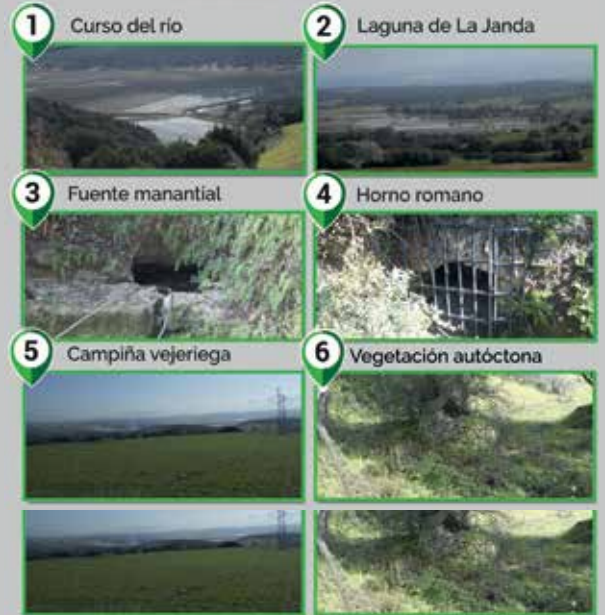 1 Curso del río
2 Laguna de La Janda
3 Fuente manantial
4 Horno romano
5 Campiña vejeriega
6 Vegetación autóctona